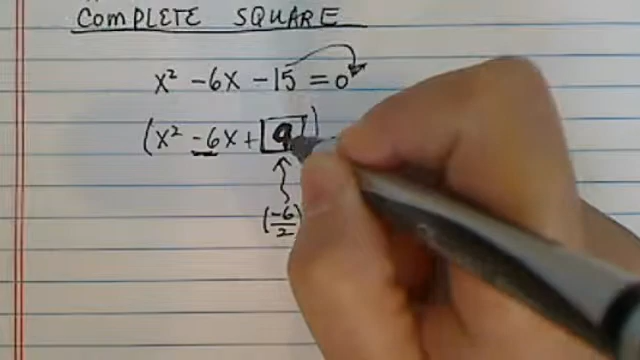 COMPLETE SQUARE
x² - 6x - 15 = 0
(x² - 6x + 9)
(-6/2)